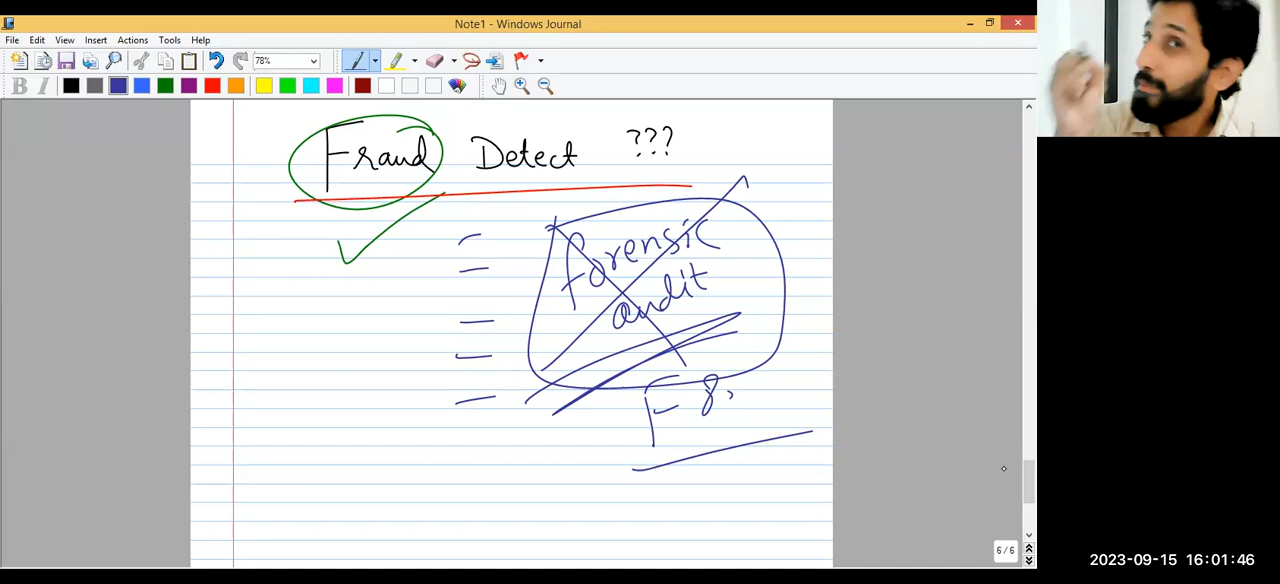 Note1 - Windows Journal
File Edit View Insert Actions Tools Help
78%
B I
Fraud Detect ???
Forensic
audit
F 8,
6 / 6
2023-09-15 16:01:46